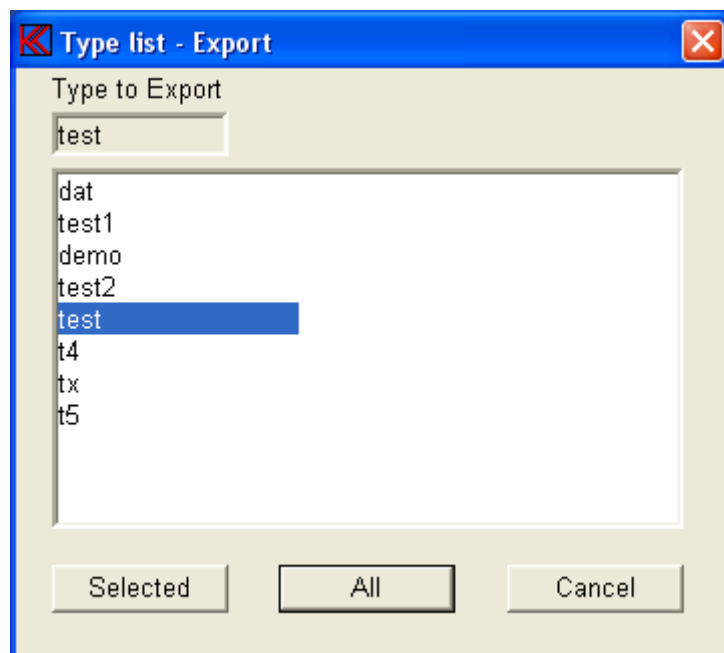 Type list - Export
Type to Export
test
dat
test1
demo
test2
test
t4
tx
t5
Selected All Cancel